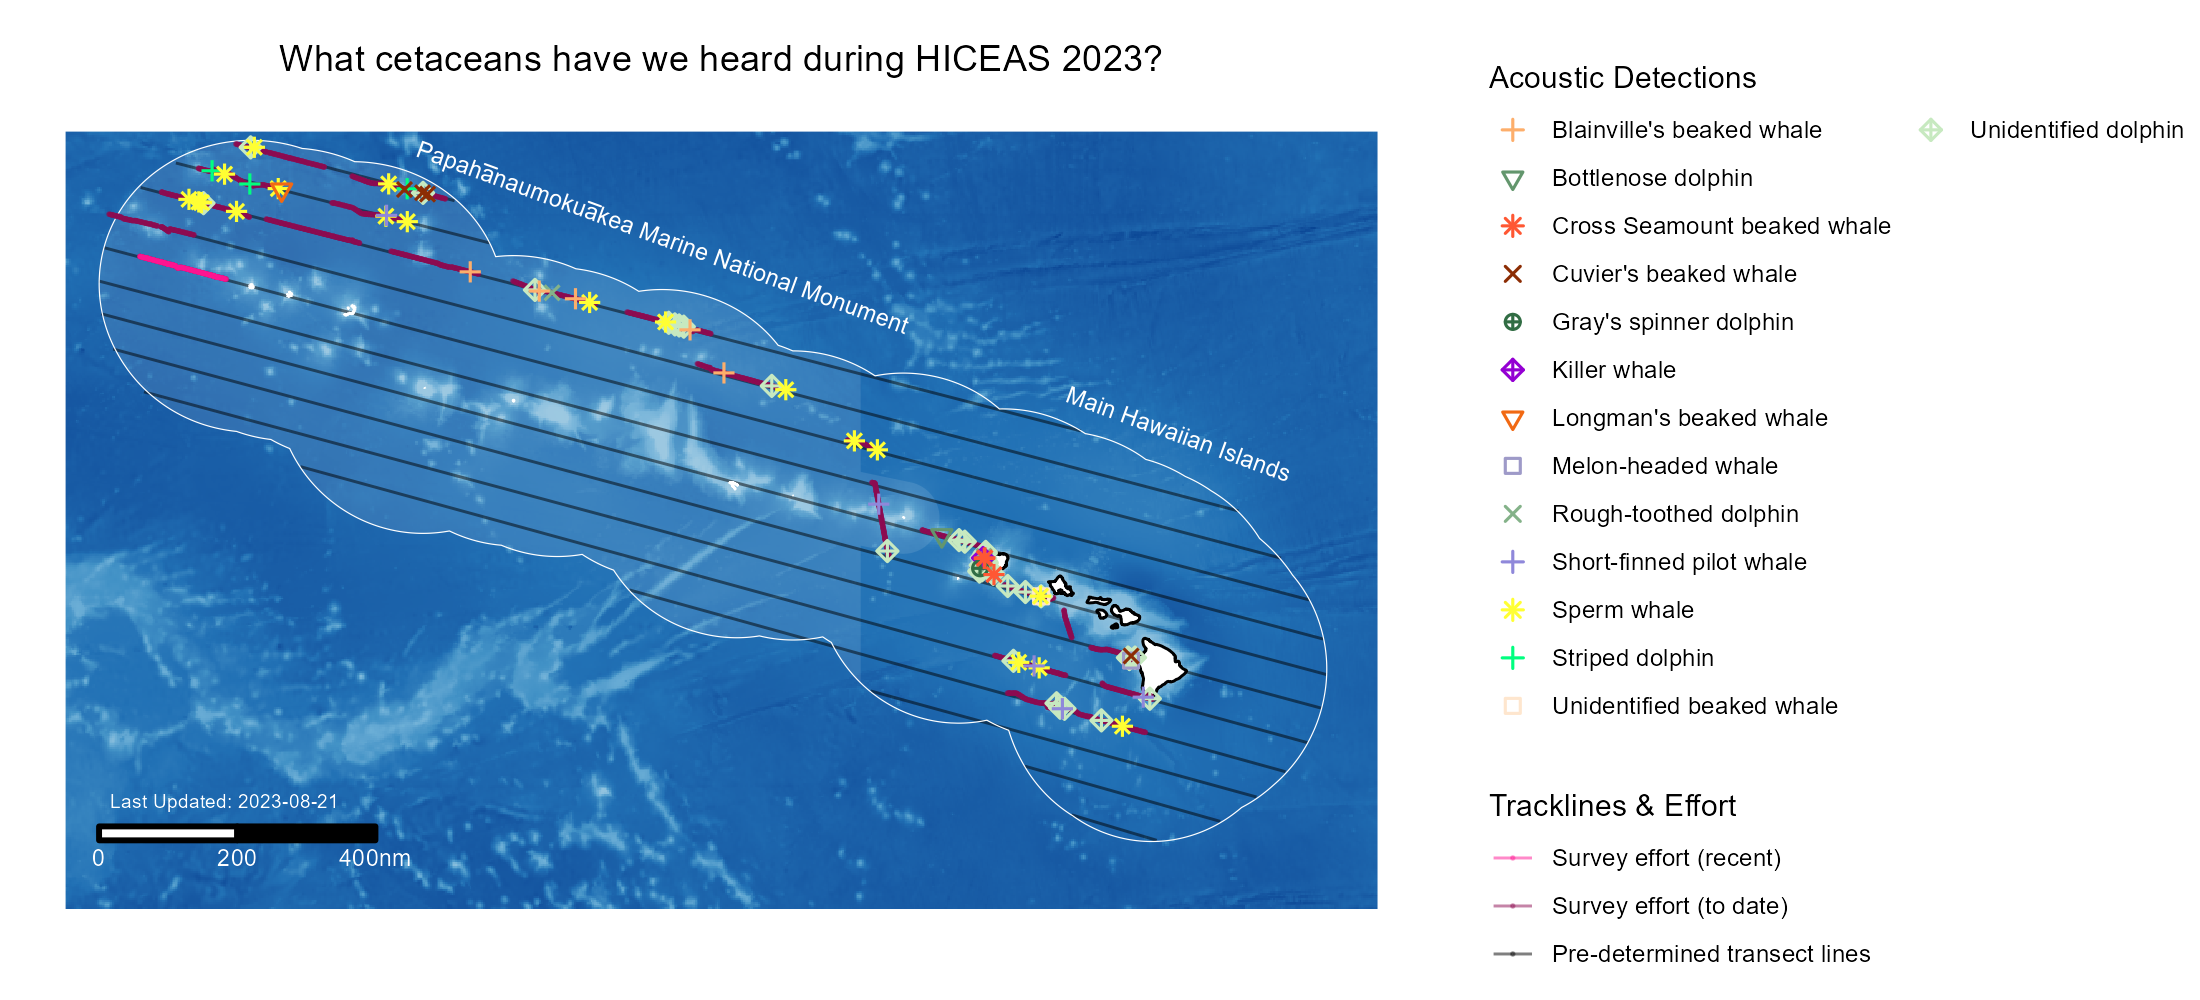 What cetaceans have we heard during HICEAS 2023?
Papahānaumokuākea Marine National Monument
Main Hawaiian Islands
Last Updated: 2023-08-21
0 200 400nm
Acoustic Detections
Blainville's beaked whale
Bottlenose dolphin
Cross Seamount beaked whale
Cuvier's beaked whale
Gray's spinner dolphin
Killer whale
Longman's beaked whale
Melon-headed whale
Rough-toothed dolphin
Short-finned pilot whale
Sperm whale
Striped dolphin
Unidentified beaked whale
Unidentified dolphin
Tracklines & Effort
Survey effort (recent)
Survey effort (to date)
Pre-determined transect lines